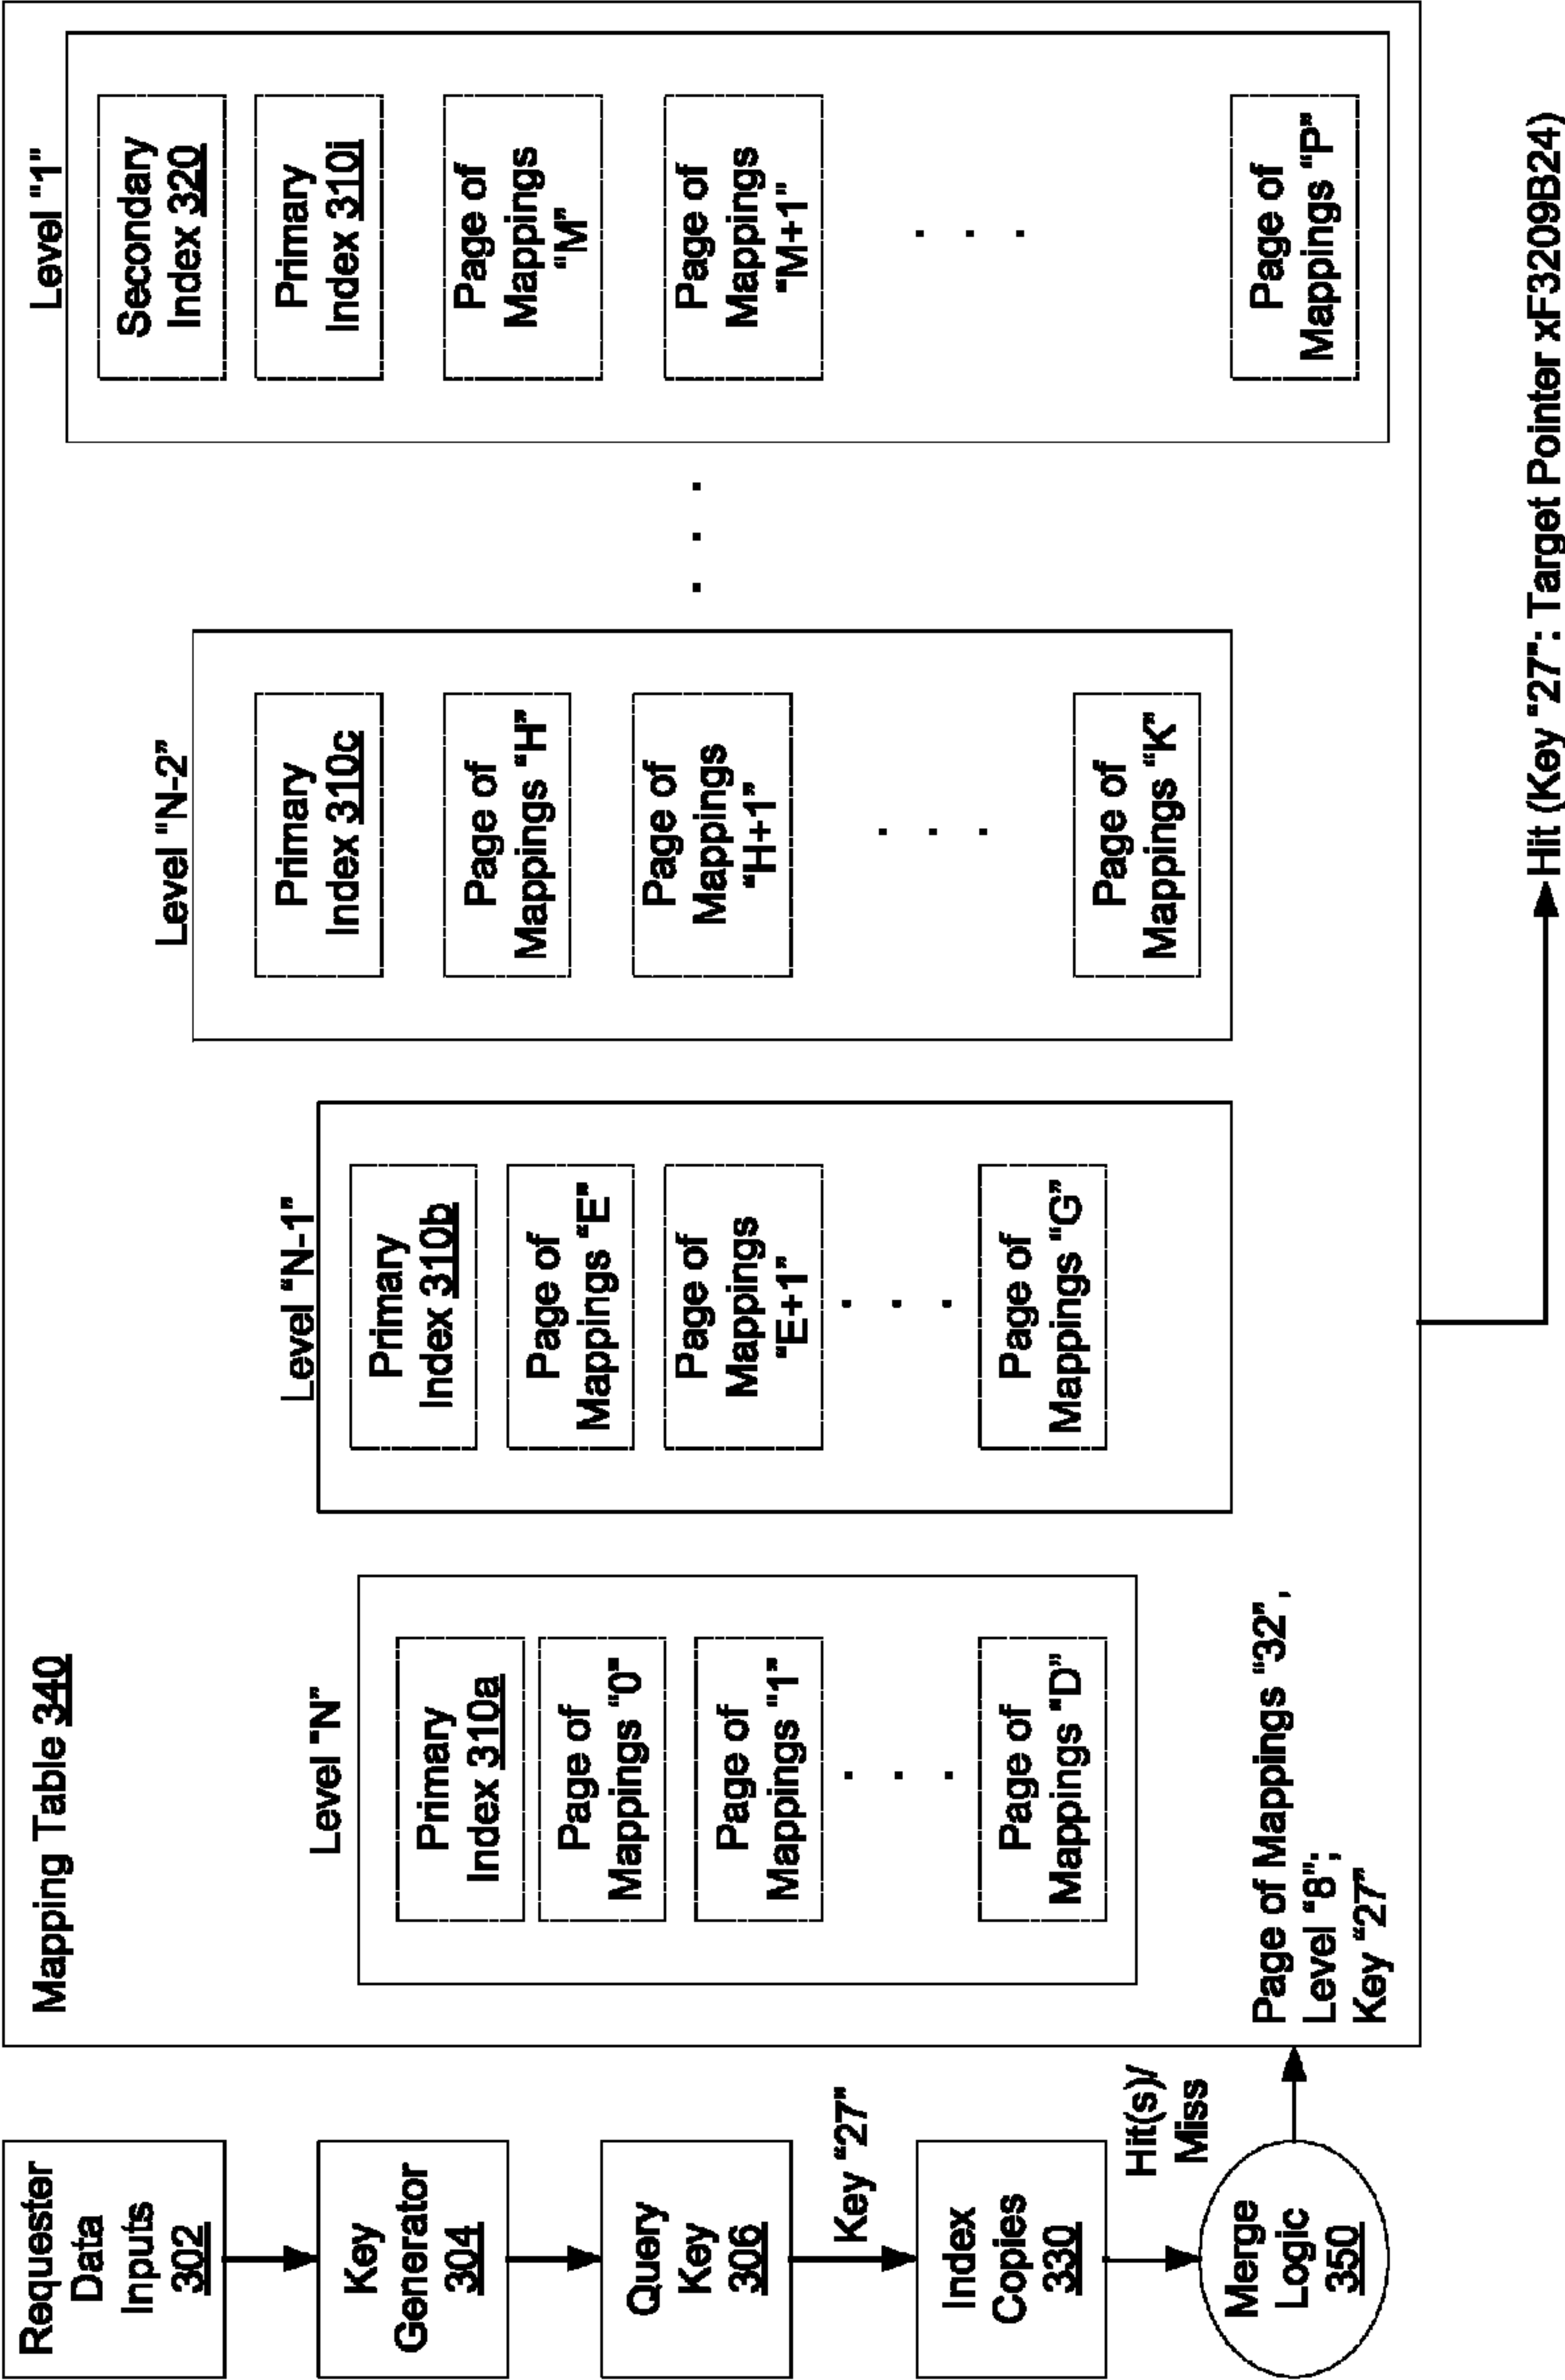 Requester
Data
Inputs
302
Key
Generator
304
Query
Key
306
Key “27”
Index
Copies
330
Hit(s)/
Miss
Merge
Logic
350
Mapping Table 340
Level “N”
Primary
Index 310a
Page of
Mappings “0”
Page of
Mappings “1”
. . .
Page of
Mappings “D”
Page of Mappings “32”,
Level “8”;
Key “27”
Level “N-1”
Primary
Index 310b
Page of
Mappings “E”
Page of
Mappings
“E+1”
. . .
Page of
Mappings “G”
Level “N-2”
Primary
Index 310c
Page of
Mappings “H”
Page of
Mappings
“H+1”
. . .
Page of
Mappings “K”
. . .
Level “1”
Secondary
Index 320
Primary
Index 310i
Page of
Mappings
“M”
Page of
Mappings
“M+1”
. . .
Page of
Mappings “P”
Hit (Key “27”: Target Pointer xF3209B24)